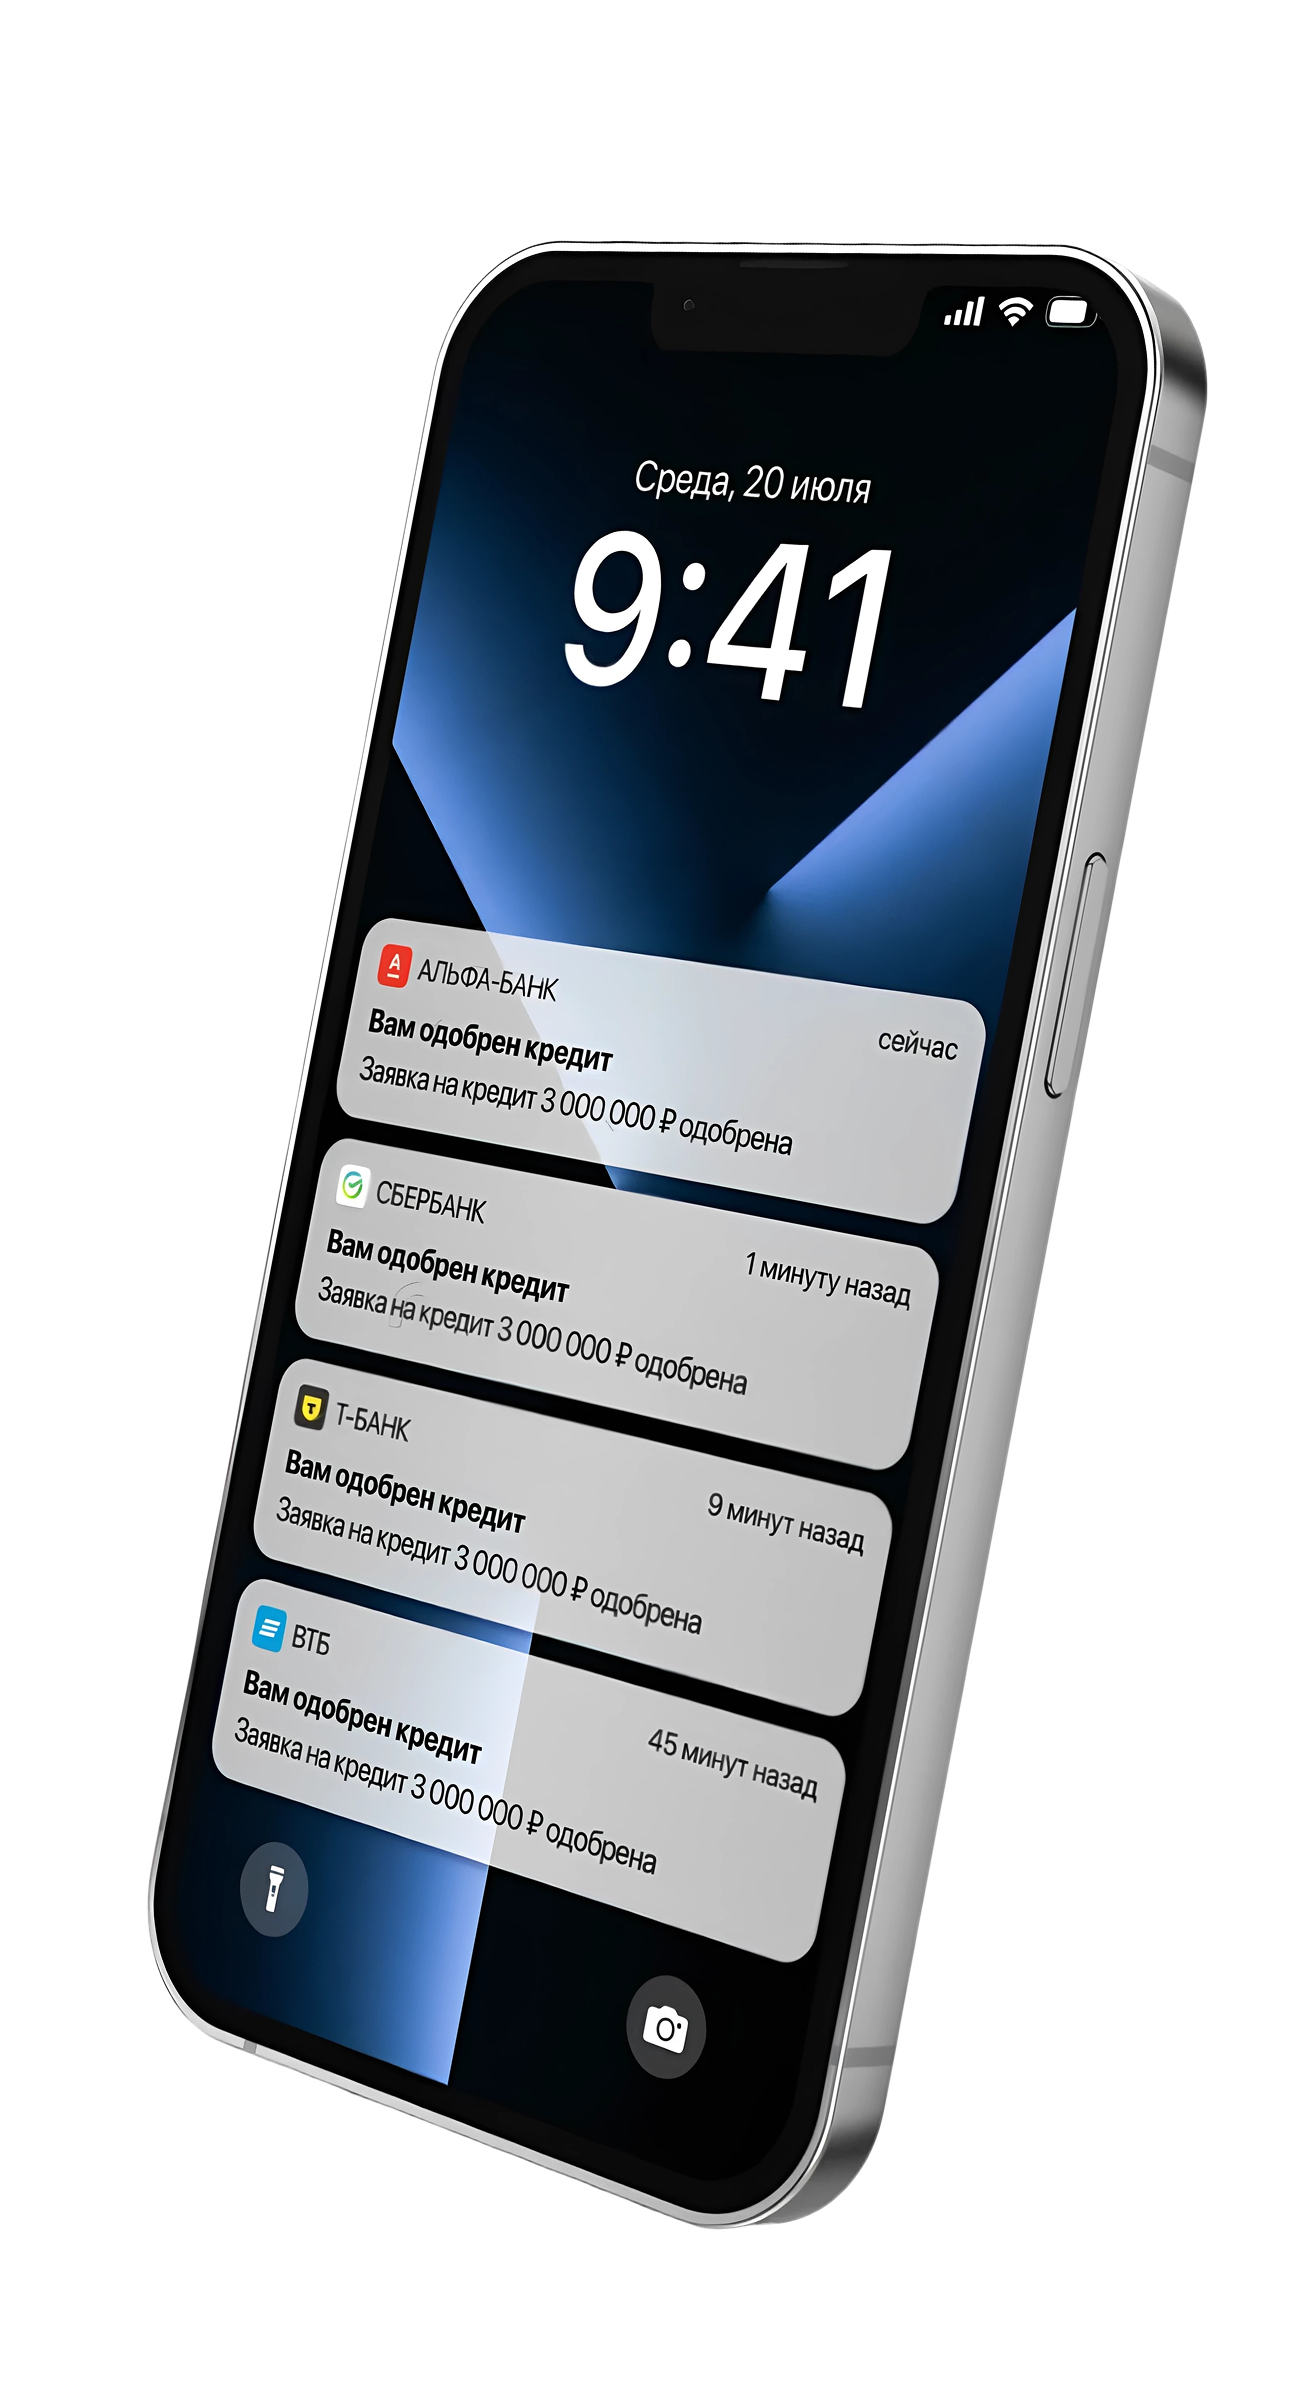 Среда, 20 июля
9:41
АЛЬФА-БАНК
сейчас
Вам одобрен кредит
Заявка на кредит 3 000 000 ₽ одобрена
СБЕРБАНК
1 минуту назад
Вам одобрен кредит
Заявка на кредит 3 000 000 ₽ одобрена
Т-БАНК
9 минут назад
Вам одобрен кредит
Заявка на кредит 3 000 000 ₽ одобрена
ВТБ
45 минут назад
Вам одобрен кредит
Заявка на кредит 3 000 000 ₽ одобрена